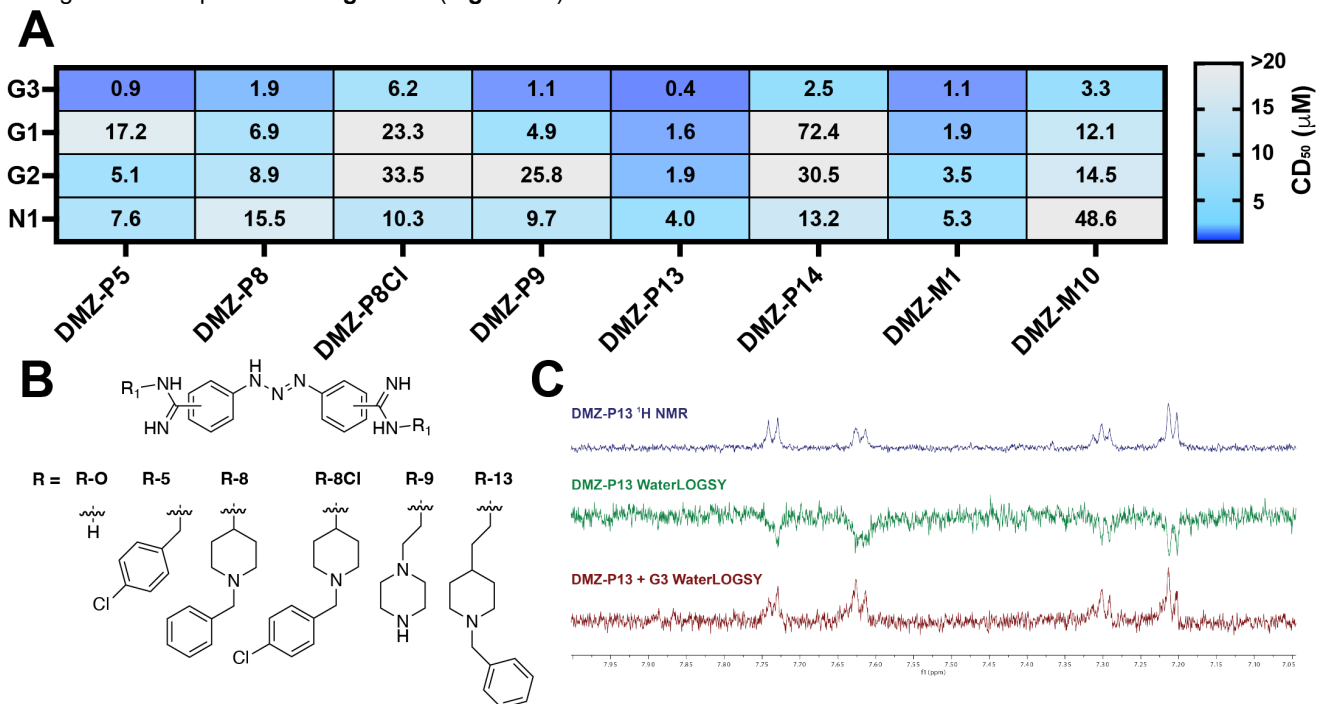 A
G3 0.9 1.9 6.2 1.1 0.4 2.5 1.1 3.3
G1 17.2 6.9 23.3 4.9 1.6 72.4 1.9 12.1
G2 5.1 8.9 33.5 25.8 1.9 30.5 3.5 14.5
N1 7.6 15.5 10.3 9.7 4.0 13.2 5.3 48.6
DMZ-P5 DMZ-P8 DMZ-P8Cl DMZ-P9 DMZ-P13 DMZ-P14 DMZ-M1 DMZ-M10
>20
15
10
5
CD₅₀ (µM)
B
R₁
NH
HN
H
N
N
N
NH
HN
R₁
R = R-O R-5 R-8 R-8Cl R-9 R-13
H
Cl
N
N
Cl
N
N
H
N
C
DMZ-P13 ¹H NMR
DMZ-P13 WaterLOGSY
DMZ-P13 + G3 WaterLOGSY
7.95 7.90 7.85 7.80 7.75 7.70 7.65 7.60 7.55 7.50 7.45 7.40 7.35 7.30 7.25 7.20 7.15 7.10 7.05
f1 (ppm)